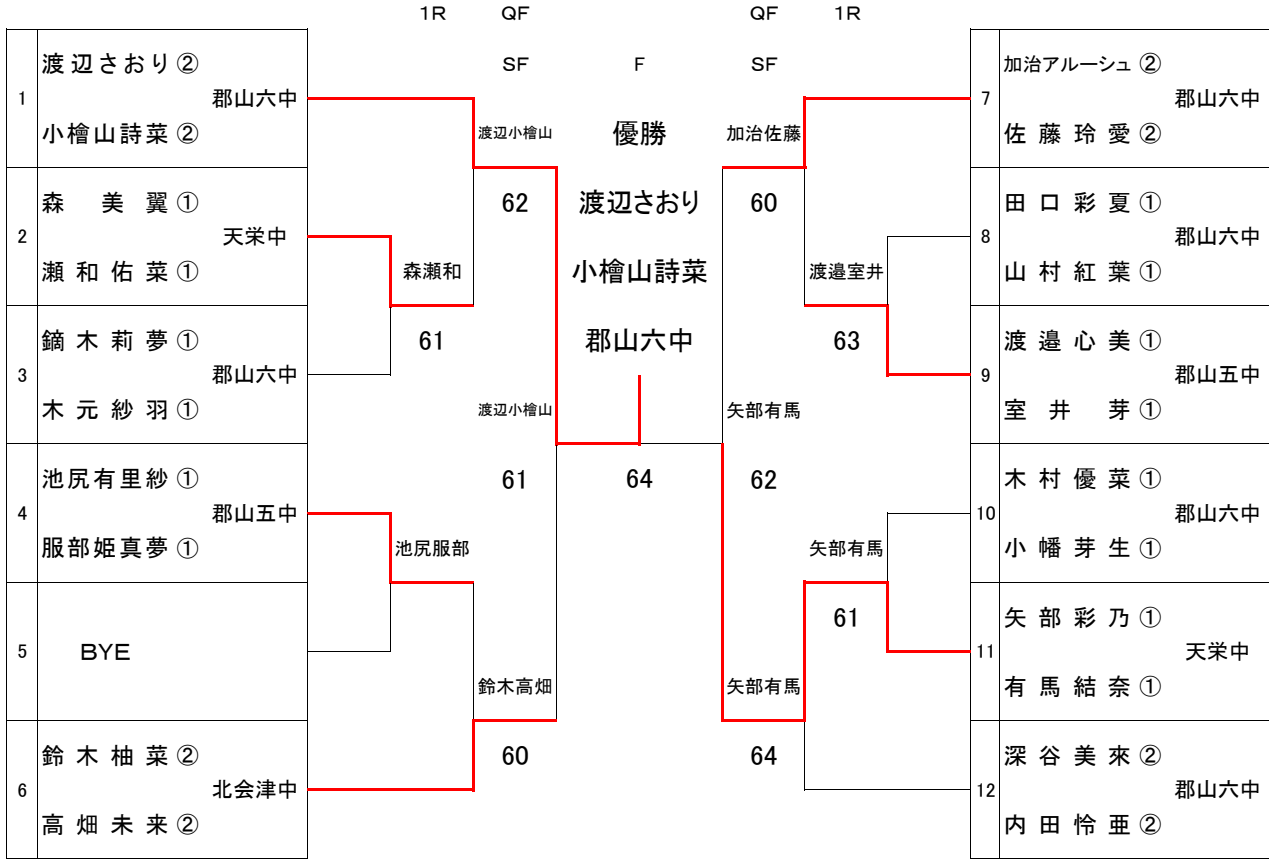 1R QF QF 1R
SF F SF
1
渡辺さおり ②
郡山六中
小檜山詩菜 ②
2
森 美 翼 ①
天栄中
瀬和佑菜 ①
3
鏑木莉夢 ①
郡山六中
木元紗羽 ①
4
池尻有里紗 ①
郡山五中
服部姫真夢 ①
5
BYE
6
鈴木柚菜 ②
北会津中
高畑未来 ②
森瀬和
61
池尻服部
渡辺小檜山
62
渡辺小檜山
61
鈴木高畑
60
優勝
渡辺さおり
小檜山詩菜
郡山六中
64
加治佐藤
60
矢部有馬
62
矢部有馬
64
渡邉室井
63
矢部有馬
61
7
加治アルーシュ ②
郡山六中
佐藤玲愛 ②
8
田口彩夏 ①
郡山六中
山村紅葉 ①
9
渡邉心美 ①
郡山五中
室井 芽 ①
10
木村優菜 ①
郡山六中
小幡芽生 ①
11
矢部彩乃 ①
天栄中
有馬結奈 ①
12
深谷美來 ②
郡山六中
内田怜亜 ②